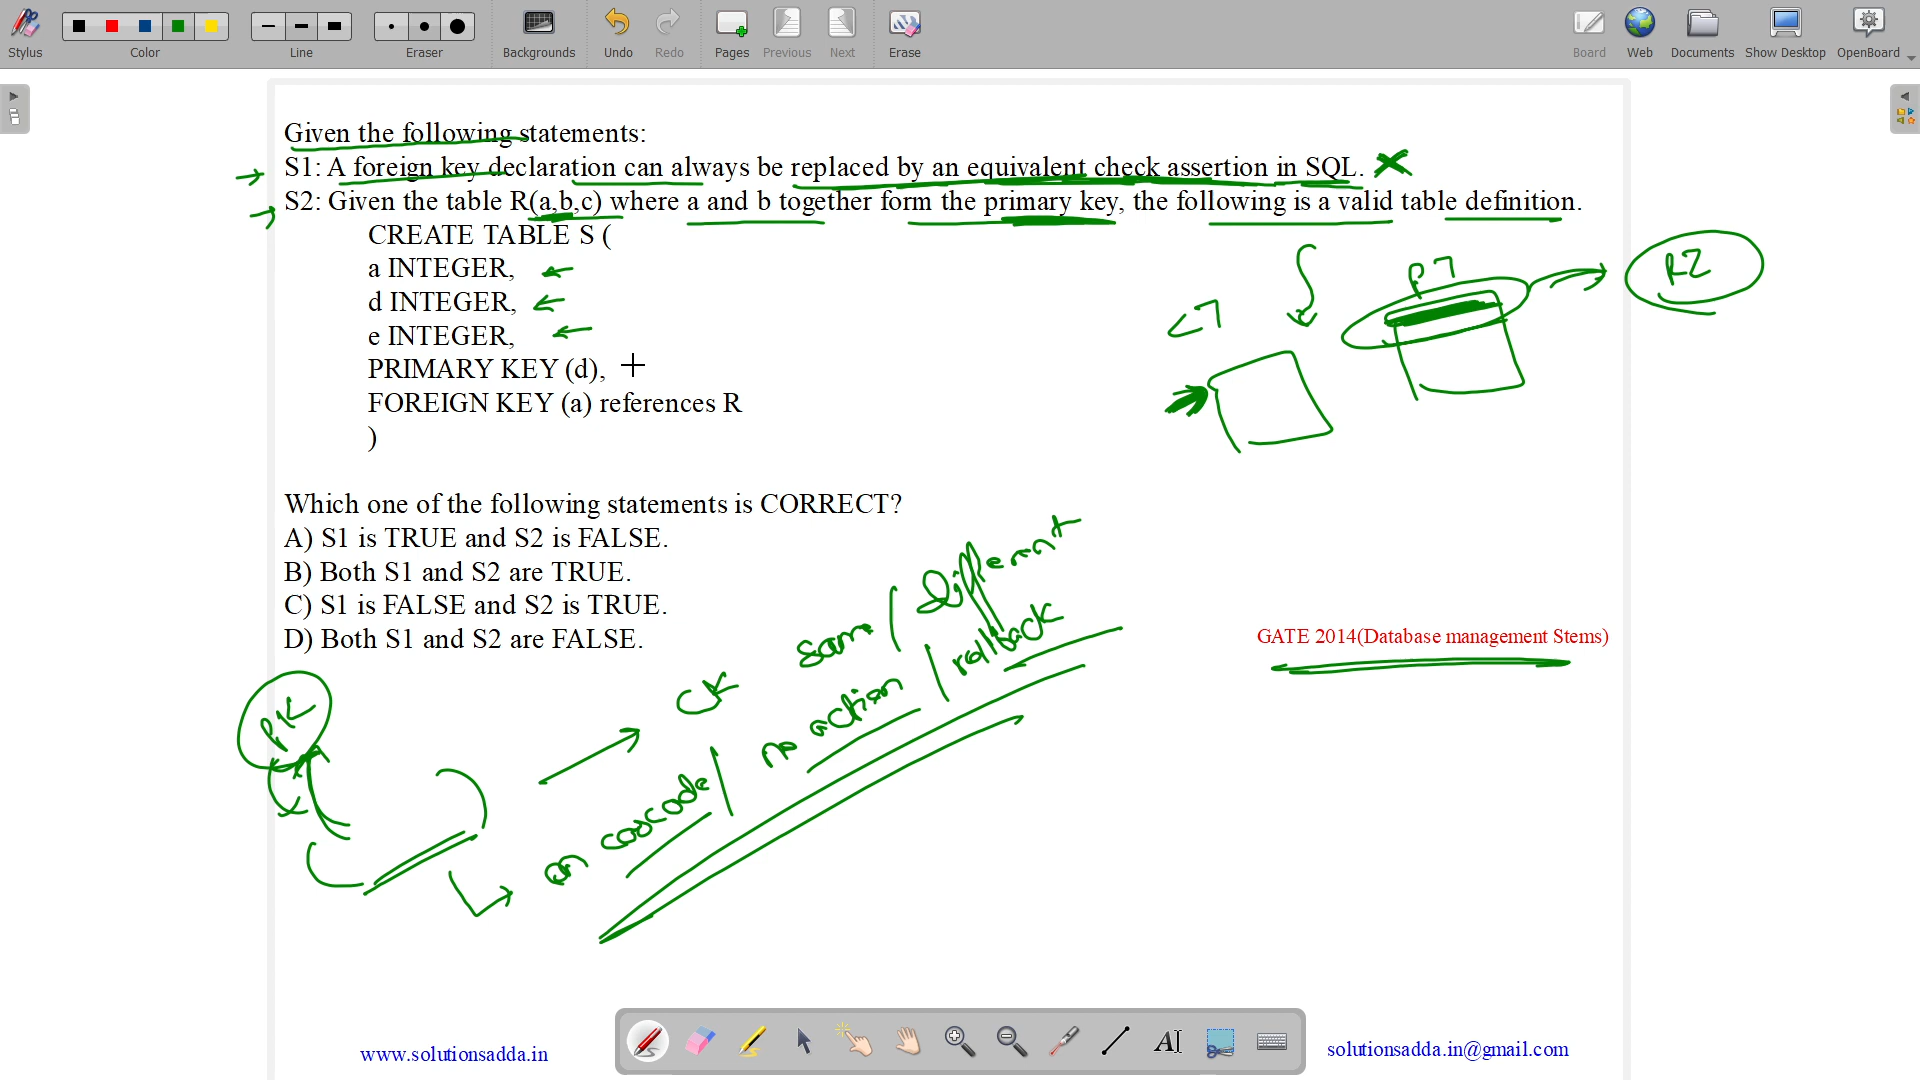 Stylus
Color
Line
Eraser
Backgrounds
Undo
Redo
Pages
Previous
Next
Erase
Board
Web
Documents
Show Desktop
OpenBoard
Given the following statements:
S1: A foreign key declaration can always be replaced by an equivalent check assertion in SQL.
S2: Given the table R(a,b,c) where a and b together form the primary key, the following is a valid table definition.
CREATE TABLE S (
a INTEGER,
d INTEGER,
e INTEGER,
PRIMARY KEY (d),
FOREIGN KEY (a) references R
)
Which one of the following statements is CORRECT?
A) S1 is TRUE and S2 is FALSE.
B) Both S1 and S2 are TRUE.
C) S1 is FALSE and S2 is TRUE.
D) Both S1 and S2 are FALSE.
GATE 2014(Database management Stems)
PK
CK
same / different
on cascade / no action / rollback
www.solutionsadda.in
solutionsadda.in@gmail.com